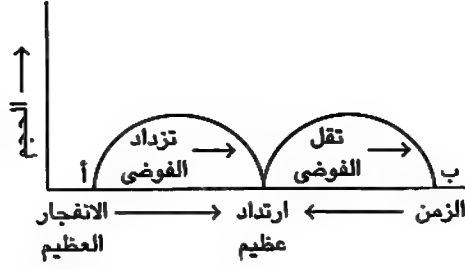 الحجم
تزداد
الفوضى
تقل
الفوضى
أ
ب
الانفجار
العظيم
ارتداد
عظيم
الزمن